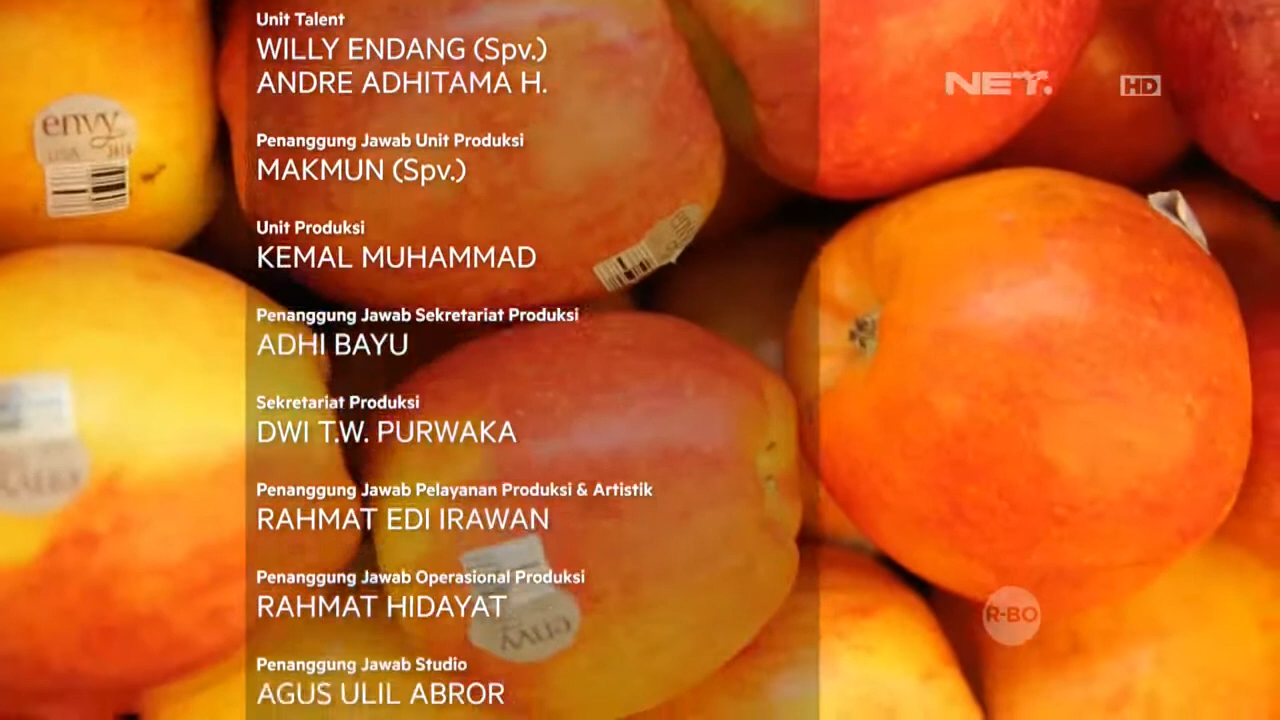 Unit Talent
WILLY ENDANG (Spv.)
ANDRE ADHITAMA H.
Penanggung Jawab Unit Produksi
MAKMUN (Spv.)
Unit Produksi
KEMAL MUHAMMAD
Penanggung Jawab Sekretariat Produksi
ADHI BAYU
Sekretariat Produksi
DWI T.W. PURWAKA
Penanggung Jawab Pelayanan Produksi & Artistik
RAHMAT EDI IRAWAN
Penanggung Jawab Operasional Produksi
RAHMAT HIDAYAT
Penanggung Jawab Studio
AGUS ULIL ABROR
NET.
HD
R-BO
envy
USA
envy